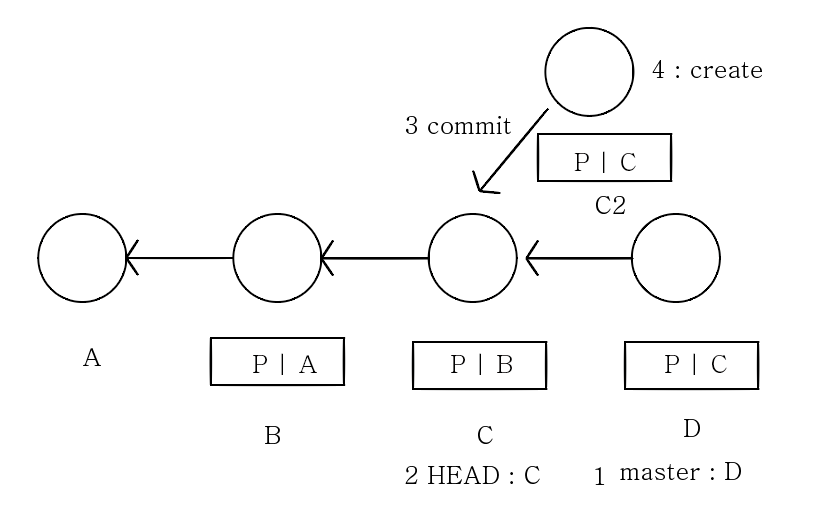 4 : create
3 commit
P | C
C2
A
P | A
P | B
P | C
B
C
D
2 HEAD : C
1 master : D